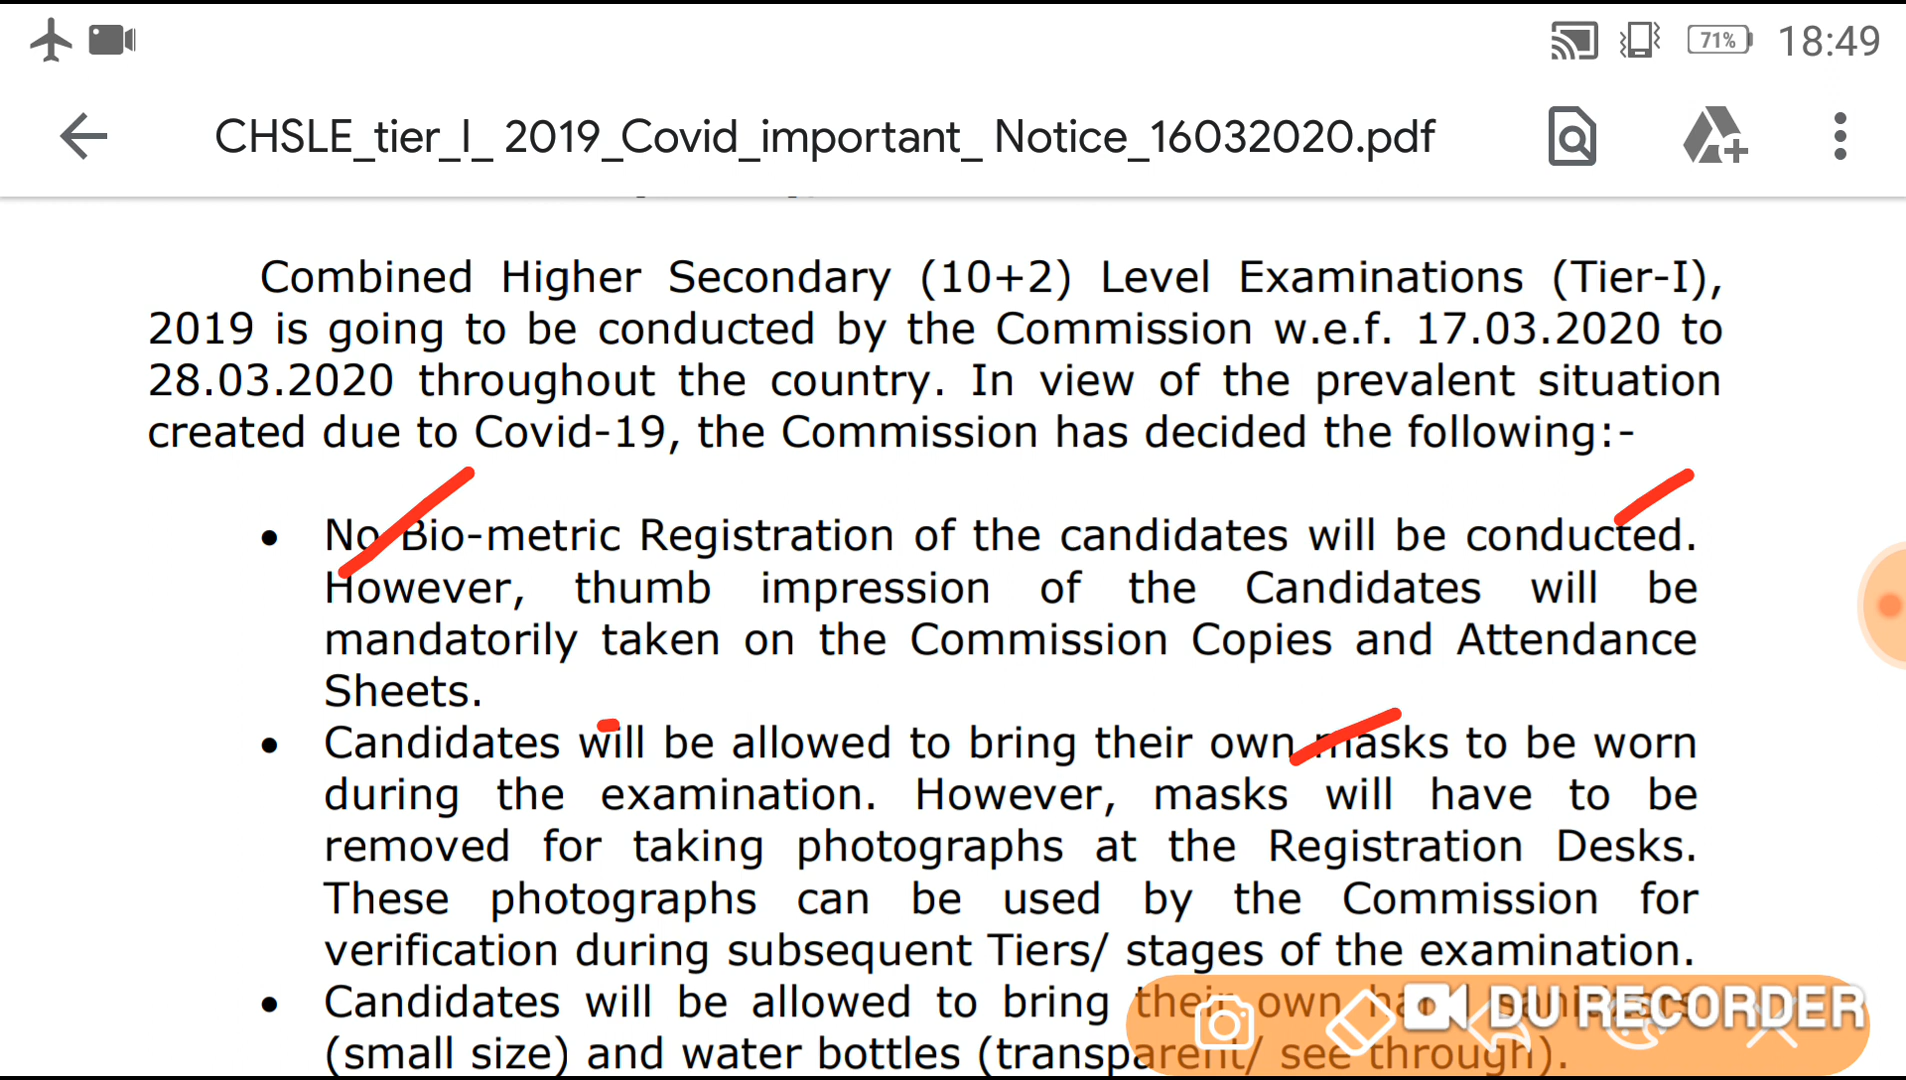 71% 18:49
CHSLE_tier_I_ 2019_Covid_important_ Notice_16032020.pdf
Combined Higher Secondary (10+2) Level Examinations (Tier-I),
2019 is going to be conducted by the Commission w.e.f. 17.03.2020 to
28.03.2020 throughout the country. In view of the prevalent situation
created due to Covid-19, the Commission has decided the following:-
• No Bio-metric Registration of the candidates will be conducted.
However, thumb impression of the Candidates will be
mandatorily taken on the Commission Copies and Attendance
Sheets.
• Candidates will be allowed to bring their own masks to be worn
during the examination. However, masks will have to be
removed for taking photographs at the Registration Desks.
These photographs can be used by the Commission for
verification during subsequent Tiers/ stages of the examination.
• Candidates will be allowed to bring their own
DU RECORDER
(small size) and water bottles (transparent/ see through).